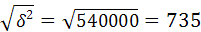 √δ² = √540000 = 735